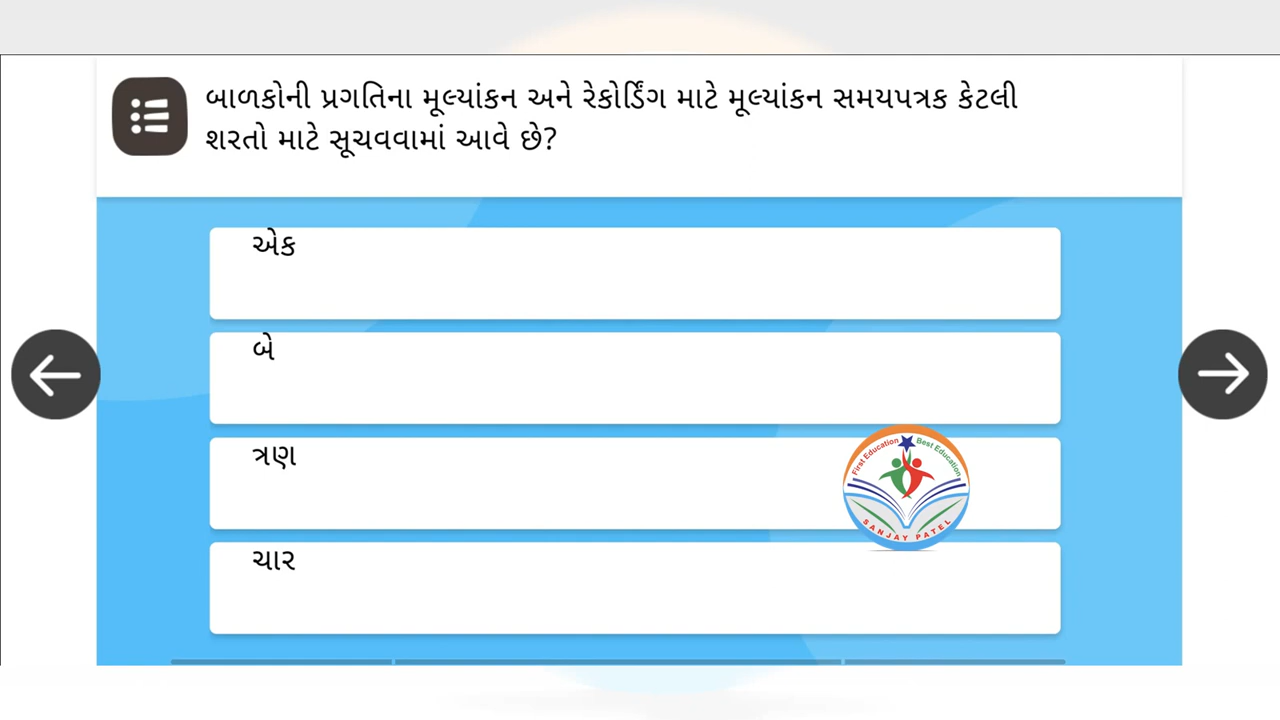 બાળકોની પ્રગતિના મૂલ્યાંકન અને રેકોર્ડિંગ માટે મૂલ્યાંકન સમયપત્રક કેટલી
શરતો માટે સૂચવવામાં આવે છે?
એક
બે
ત્રણ
First Education Best Education
SANJAY PATEL
ચાર